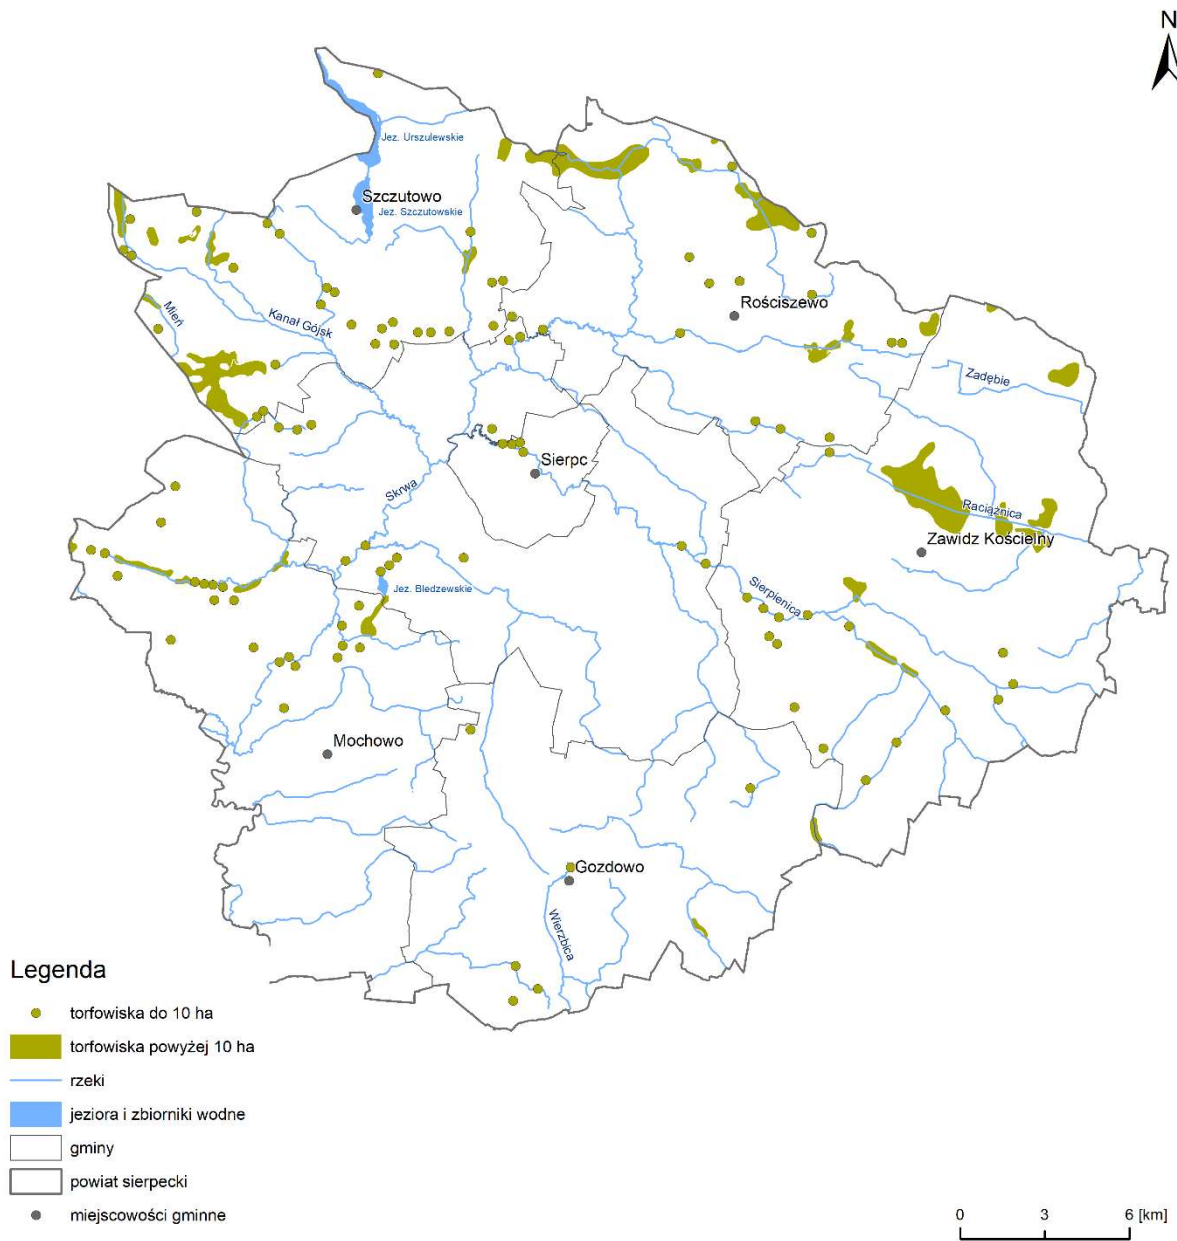 N
Jez. Urszulewskie
Szczutowo
Jez. Szczutowskie
Rościszewo
Mień
Kanał Gójsk
Zadębie
Sierpc
Skrwa
Raciążnica
Zawidz Kościelny
Jez. Bledzewskie
Sierpienica
Mochowo
Gozdowo
Wierzbica
Legenda
torfowiska do 10 ha
torfowiska powyżej 10 ha
rzeki
jeziora i zbiorniki wodne
gminy
powiat sierpecki
miejscowości gminne
0 3 6 [km]